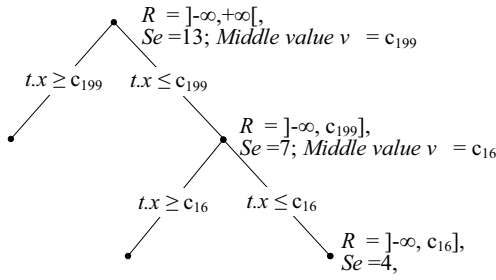 R = ]-∞,+∞[,
Se =13; Middle value v = c₁₉₉
t.x ≥ c₁₉₉ t.x ≤ c₁₉₉
R = ]-∞, c₁₉₉],
Se =7; Middle value v = c₁₆
t.x ≥ c₁₆ t.x ≤ c₁₆
R = ]-∞, c₁₆],
Se =4,